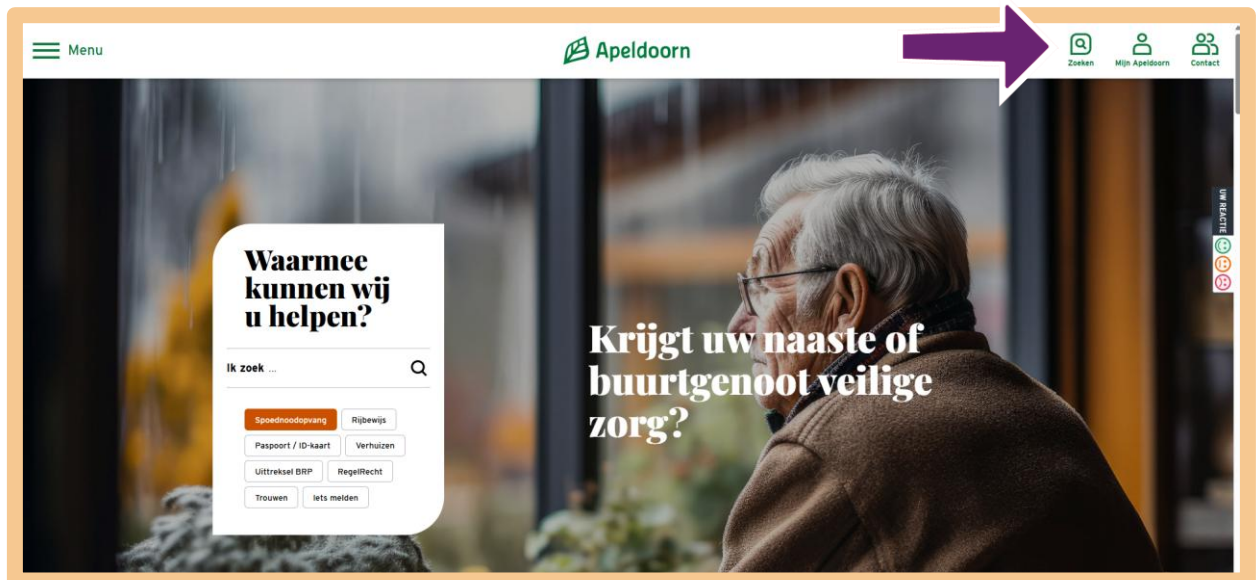 Menu
Apeldoorn
Zoeken
Mijn Apeldoorn
Contact
UW REACTIE
Waarmee
kunnen wij
u helpen?
Ik zoek ...
Spoednoodopvang
Rijbewijs
Paspoort / ID-kaart
Verhuizen
Uittreksel BRP
RegelRecht
Trouwen
Iets melden
Krijgt uw naaste of
buurtgenoot veilige
zorg?